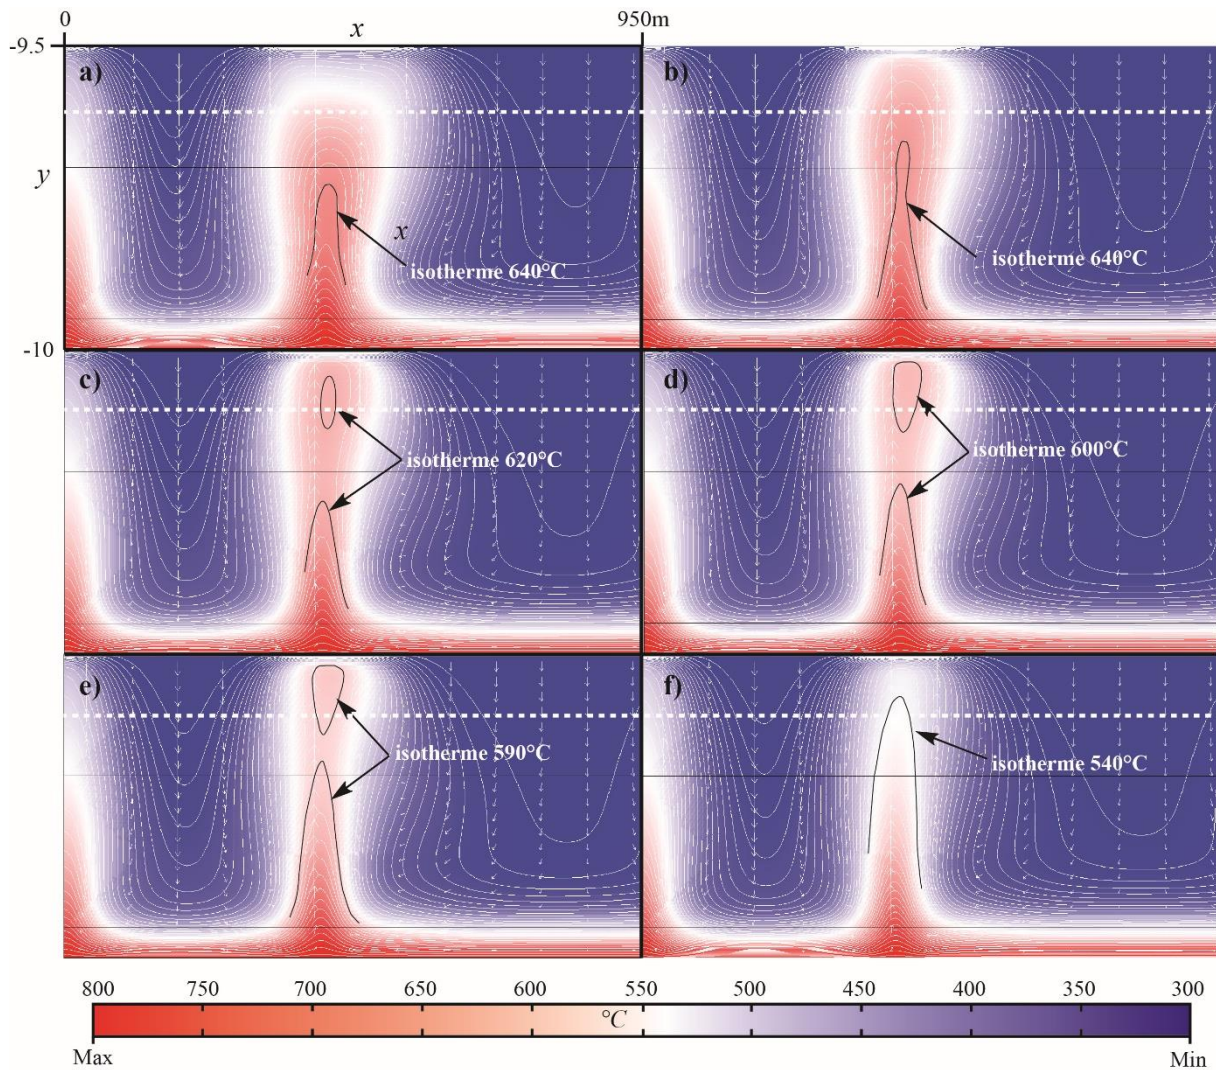 0 x 950m
-9.5
a) b)
y
x
isotherme 640°C isotherme 640°C
-10
c) d)
isotherme 620°C isotherme 600°C
e) f)
isotherme 590°C isotherme 540°C
800 750 700 650 600 550 500 450 400 350 300
°C
Max Min